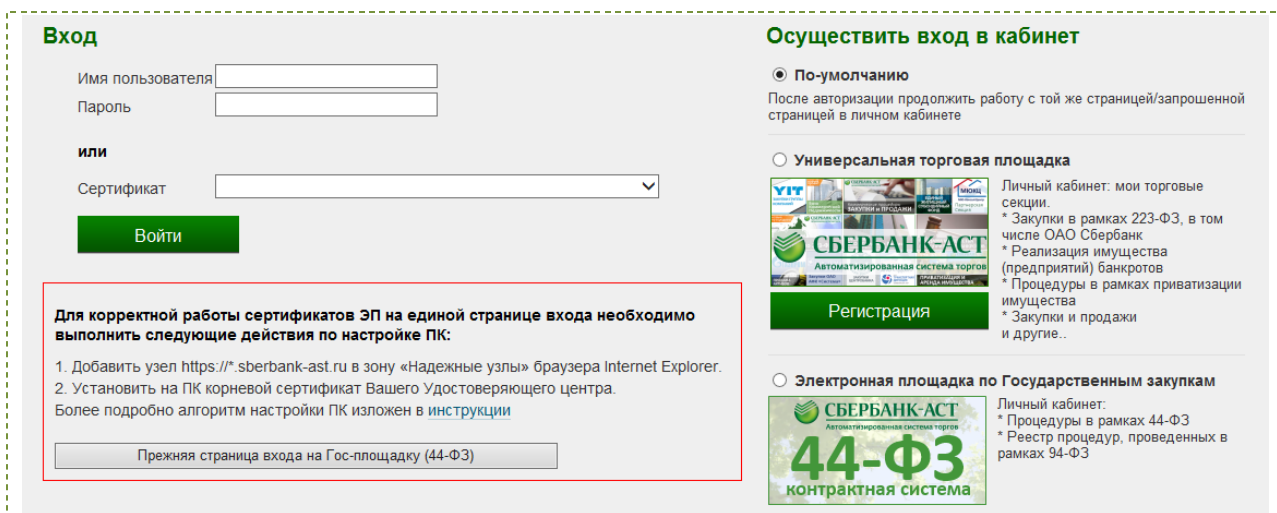 Вход
Имя пользователя
Пароль
или
Сертификат
Войти
Для корректной работы сертификатов ЭП на единой странице входа необходимо
выполнить следующие действия по настройке ПК:
1. Добавить узел https://*.sberbank-ast.ru в зону «Надежные узлы» браузера Internet Explorer.
2. Установить на ПК корневой сертификат Вашего Удостоверяющего центра.
Более подробно алгоритм настройки ПК изложен в инструкции
Прежняя страница входа на Гос-площадку (44-ФЗ)
Осуществить вход в кабинет
По-умолчанию
После авторизации продолжить работу с той же страницей/запрошенной
страницей в личном кабинете
Универсальная торговая площадка
YIT
ЗАКУПКИ И ПРОДАЖИ
СБЕРБАНК-АСТ
Автоматизированная система торгов
АРЕНДА ИМУЩЕСТВА
Регистрация
Личный кабинет: мои торговые
секции.
* Закупки в рамках 223-ФЗ, в том
числе ОАО Сбербанк
* Реализация имущества
(предприятий) банкротов
* Процедуры в рамках приватизации
имущества
* Закупки и продажи
и другие..
Электронная площадка по Государственным закупкам
СБЕРБАНК-АСТ
Автоматизированная система торгов
44-ФЗ
контрактная система
Личный кабинет:
* Процедуры в рамках 44-ФЗ
* Реестр процедур, проведенных в
рамках 94-ФЗ